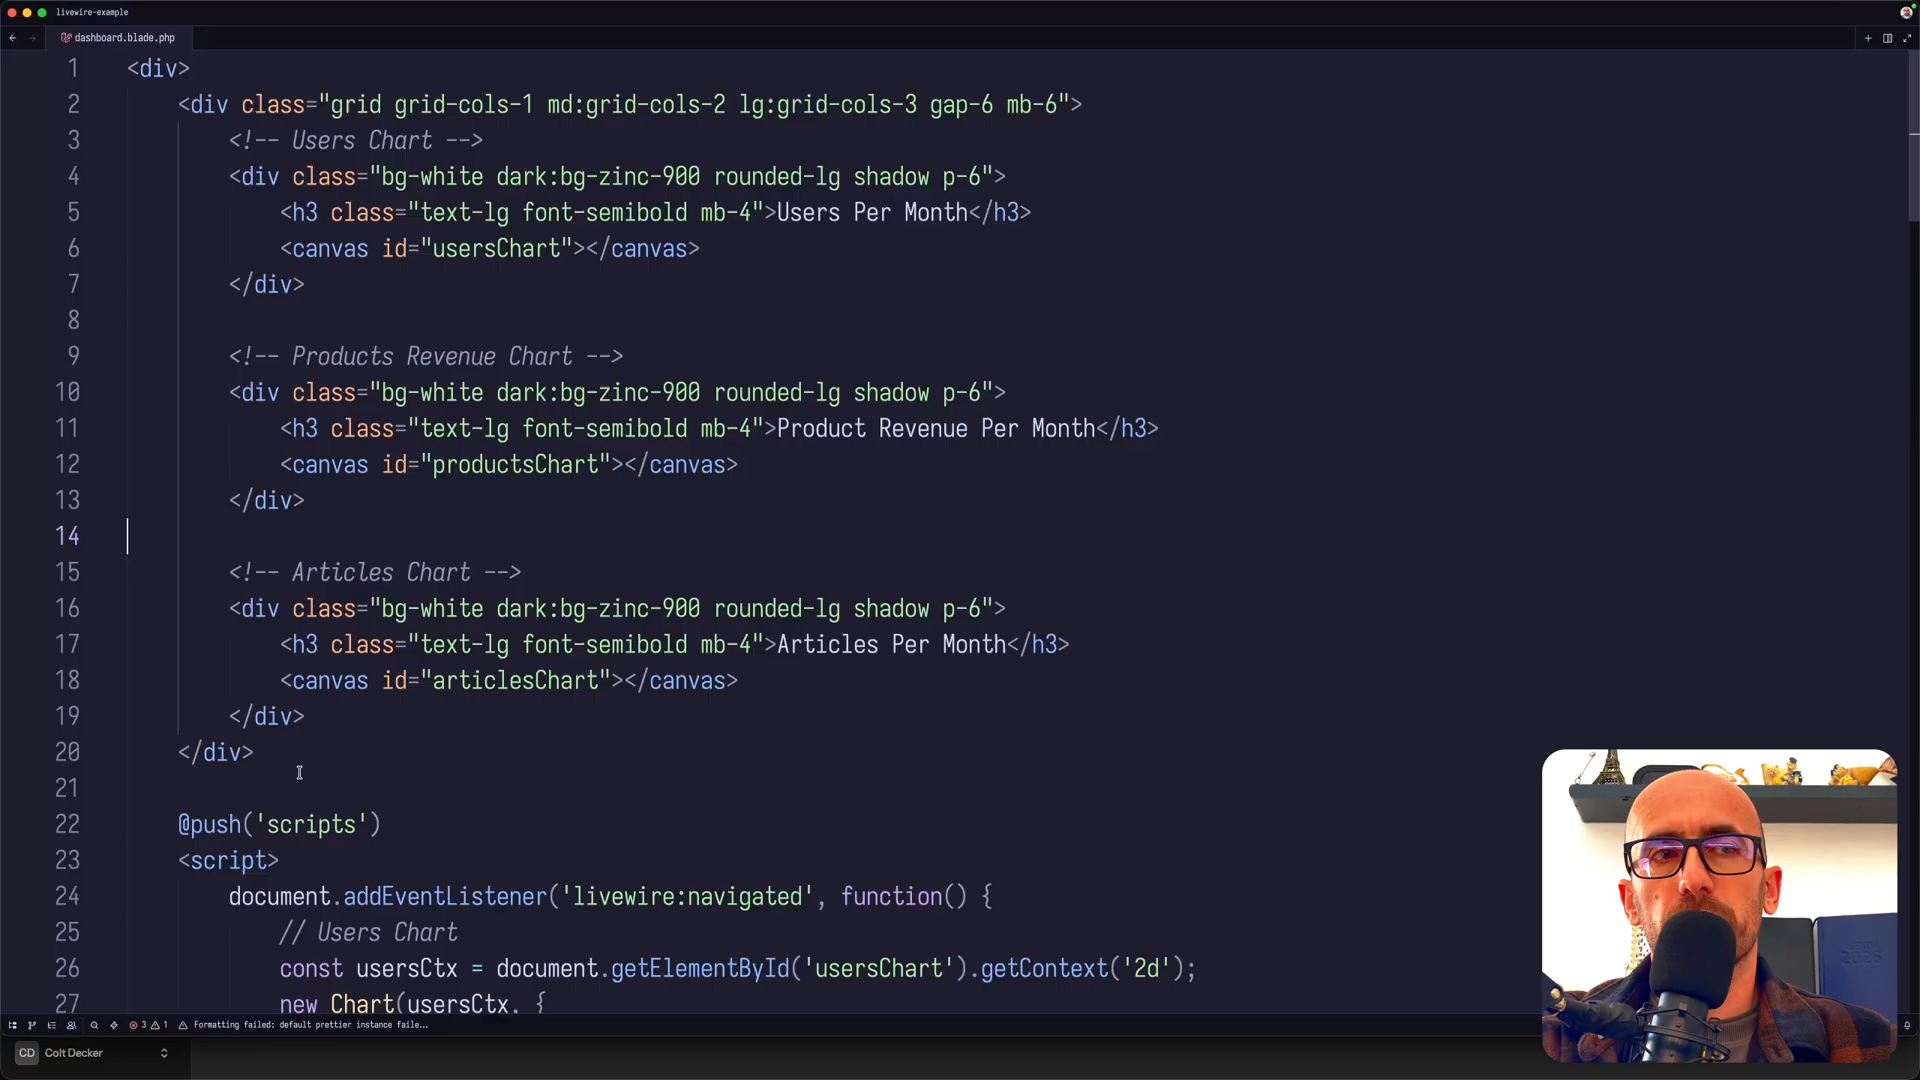 livewire-example
dashboard.blade.php
1 <div>
2 <div class="grid grid-cols-1 md:grid-cols-2 lg:grid-cols-3 gap-6 mb-6">
3 <!-- Users Chart -->
4 <div class="bg-white dark:bg-zinc-900 rounded-lg shadow p-6">
5 <h3 class="text-lg font-semibold mb-4">Users Per Month</h3>
6 <canvas id="usersChart"></canvas>
7 </div>
8
9 <!-- Products Revenue Chart -->
10 <div class="bg-white dark:bg-zinc-900 rounded-lg shadow p-6">
11 <h3 class="text-lg font-semibold mb-4">Product Revenue Per Month</h3>
12 <canvas id="productsChart"></canvas>
13 </div>
14
15 <!-- Articles Chart -->
16 <div class="bg-white dark:bg-zinc-900 rounded-lg shadow p-6">
17 <h3 class="text-lg font-semibold mb-4">Articles Per Month</h3>
18 <canvas id="articlesChart"></canvas>
19 </div>
20 </div>
21
22 @push('scripts')
23 <script>
24 document.addEventListener('livewire:navigated', function() {
25 // Users Chart
26 const usersCtx = document.getElementById('usersChart').getContext('2d');
27 new Chart(usersCtx, {
3 1 Formatting failed: default prettier instance faile...
CD Colt Decker